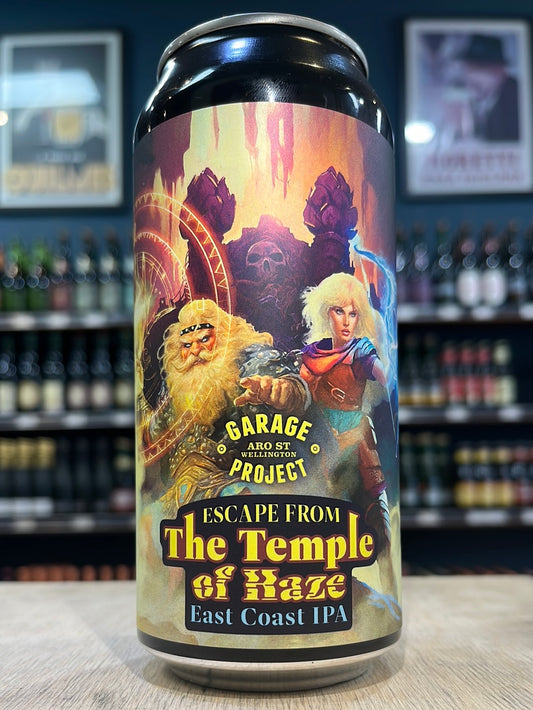 GARAGE
ARO ST
WELLINGTON
PROJECT
ESCAPE FROM
The Temple
of Haze
East Coast IPA